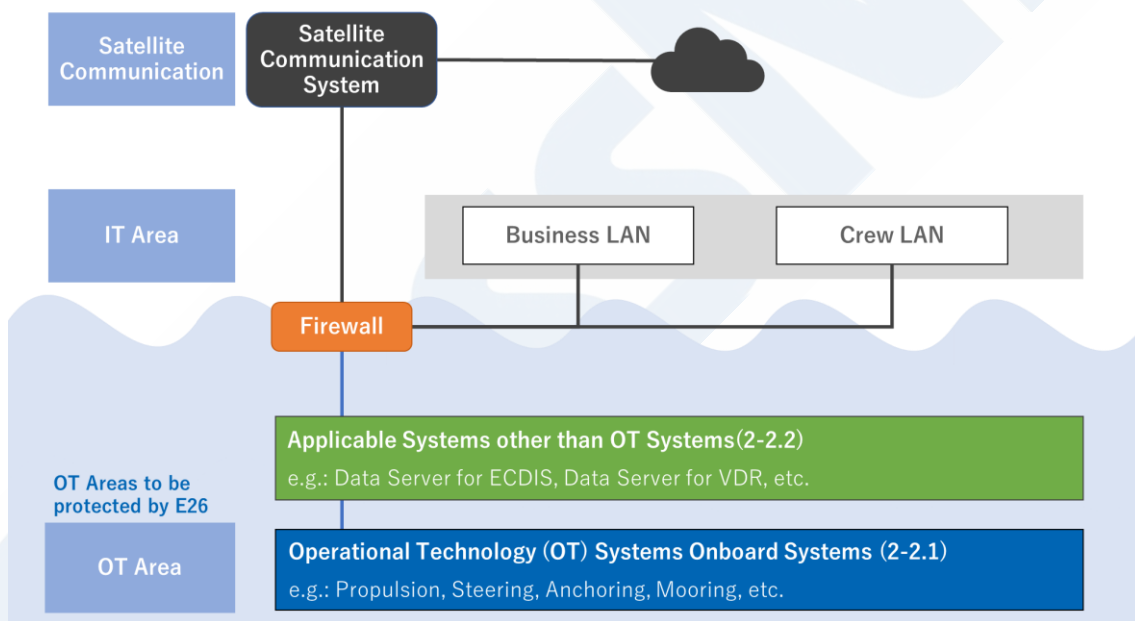 Satellite
Communication
Satellite
Communication
System
IT Area
Business LAN
Crew LAN
Firewall
Applicable Systems other than OT Systems(2-2.2)
e.g.: Data Server for ECDIS, Data Server for VDR, etc.
OT Areas to be
protected by E26
OT Area
Operational Technology (OT) Systems Onboard Systems (2-2.1)
e.g.: Propulsion, Steering, Anchoring, Mooring, etc.